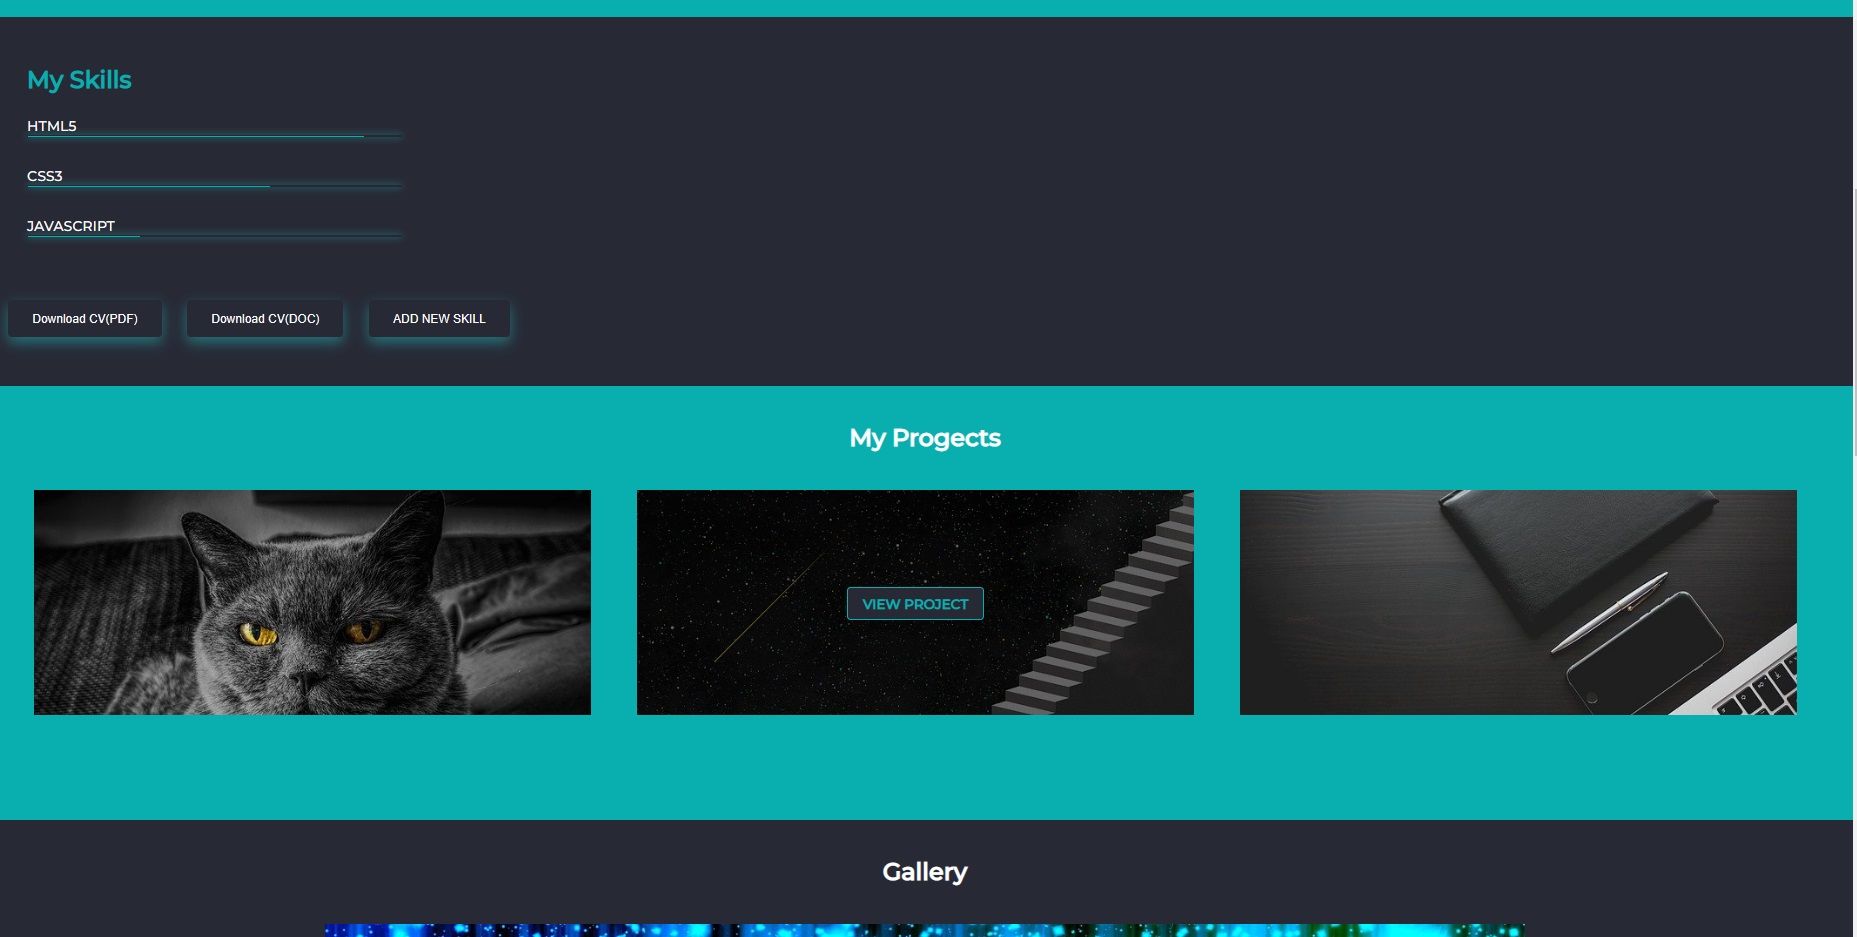 My Skills
HTML5
CSS3
JAVASCRIPT
Download CV(PDF) Download CV(DOC) ADD NEW SKILL
My Progects
VIEW PROJECT
Gallery